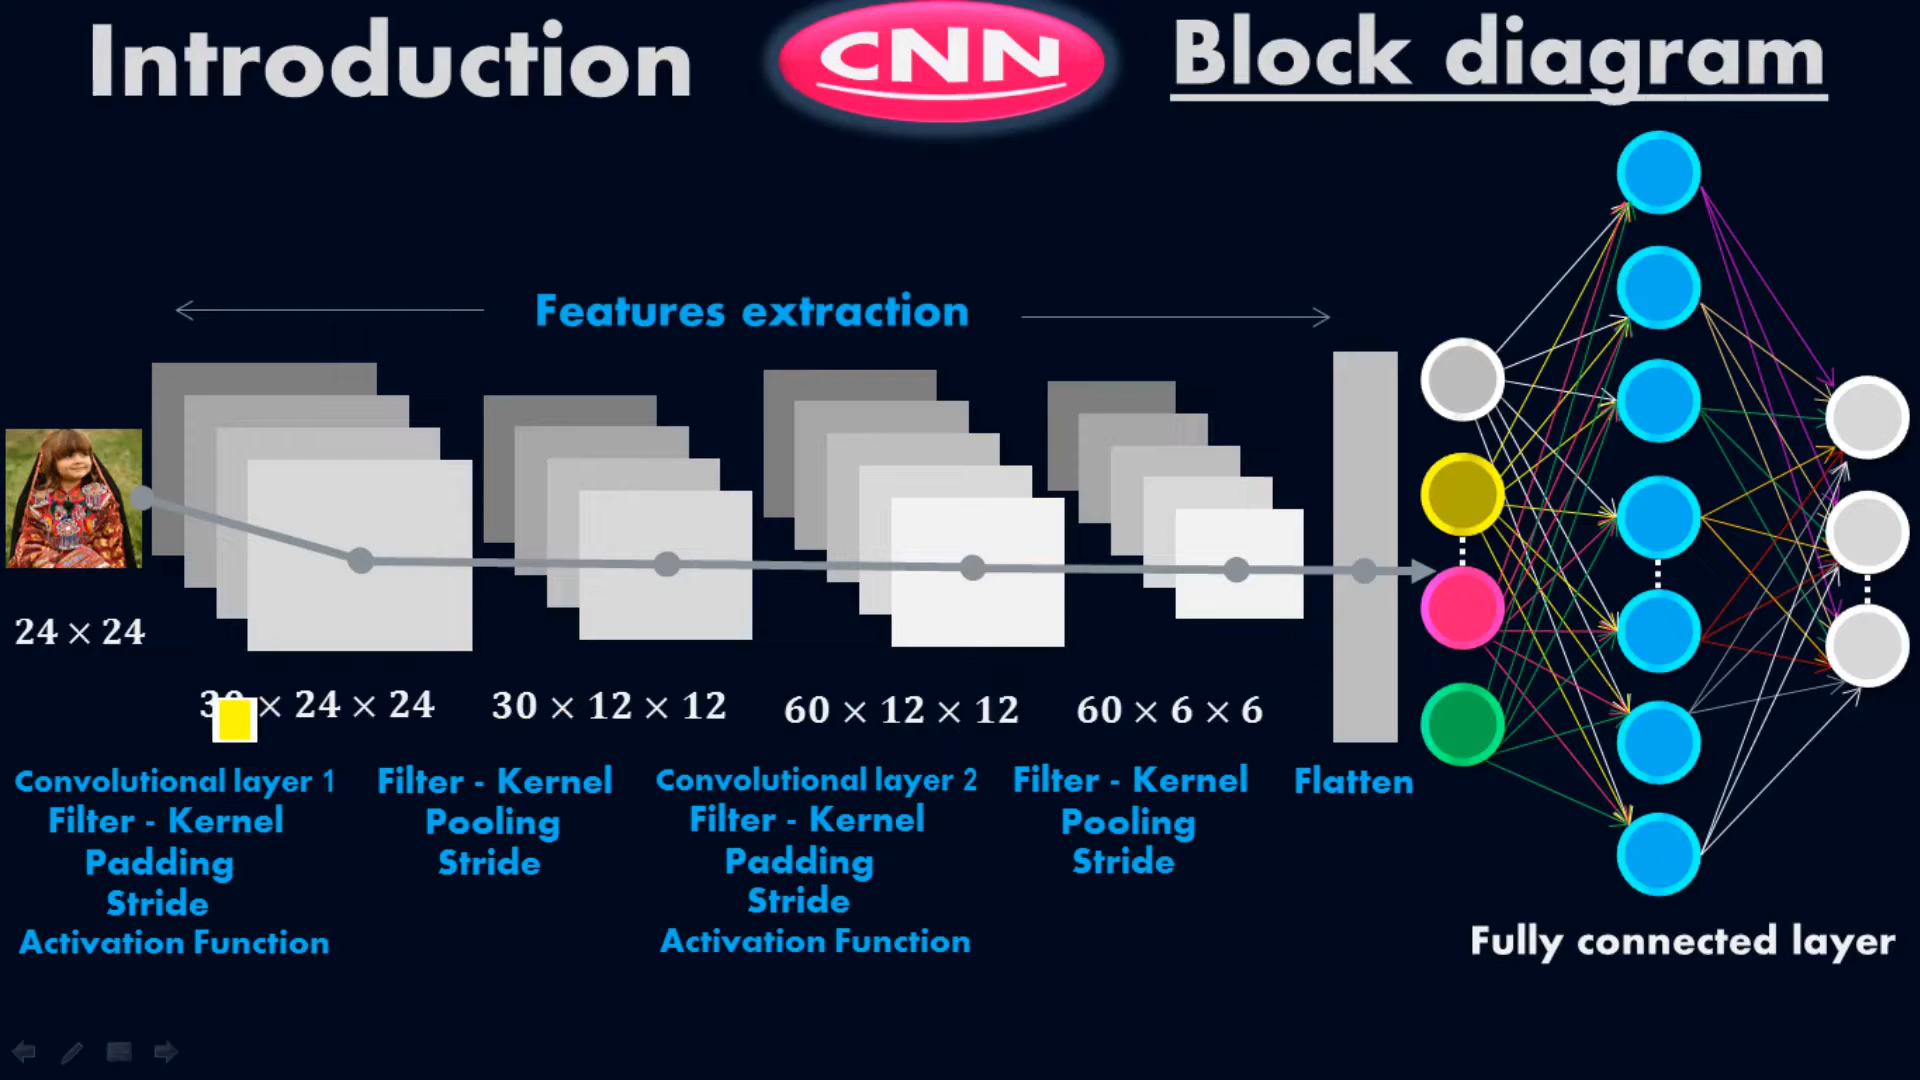 Introduction
CNN
Block diagram
Features extraction
24 × 24
30 × 24 × 24
30 × 12 × 12
60 × 12 × 12
60 × 6 × 6
Convolutional layer 1
Filter - Kernel
Padding
Stride
Activation Function
Filter - Kernel
Pooling
Stride
Convolutional layer 2
Filter - Kernel
Padding
Stride
Activation Function
Filter - Kernel
Pooling
Stride
Flatten
Fully connected layer